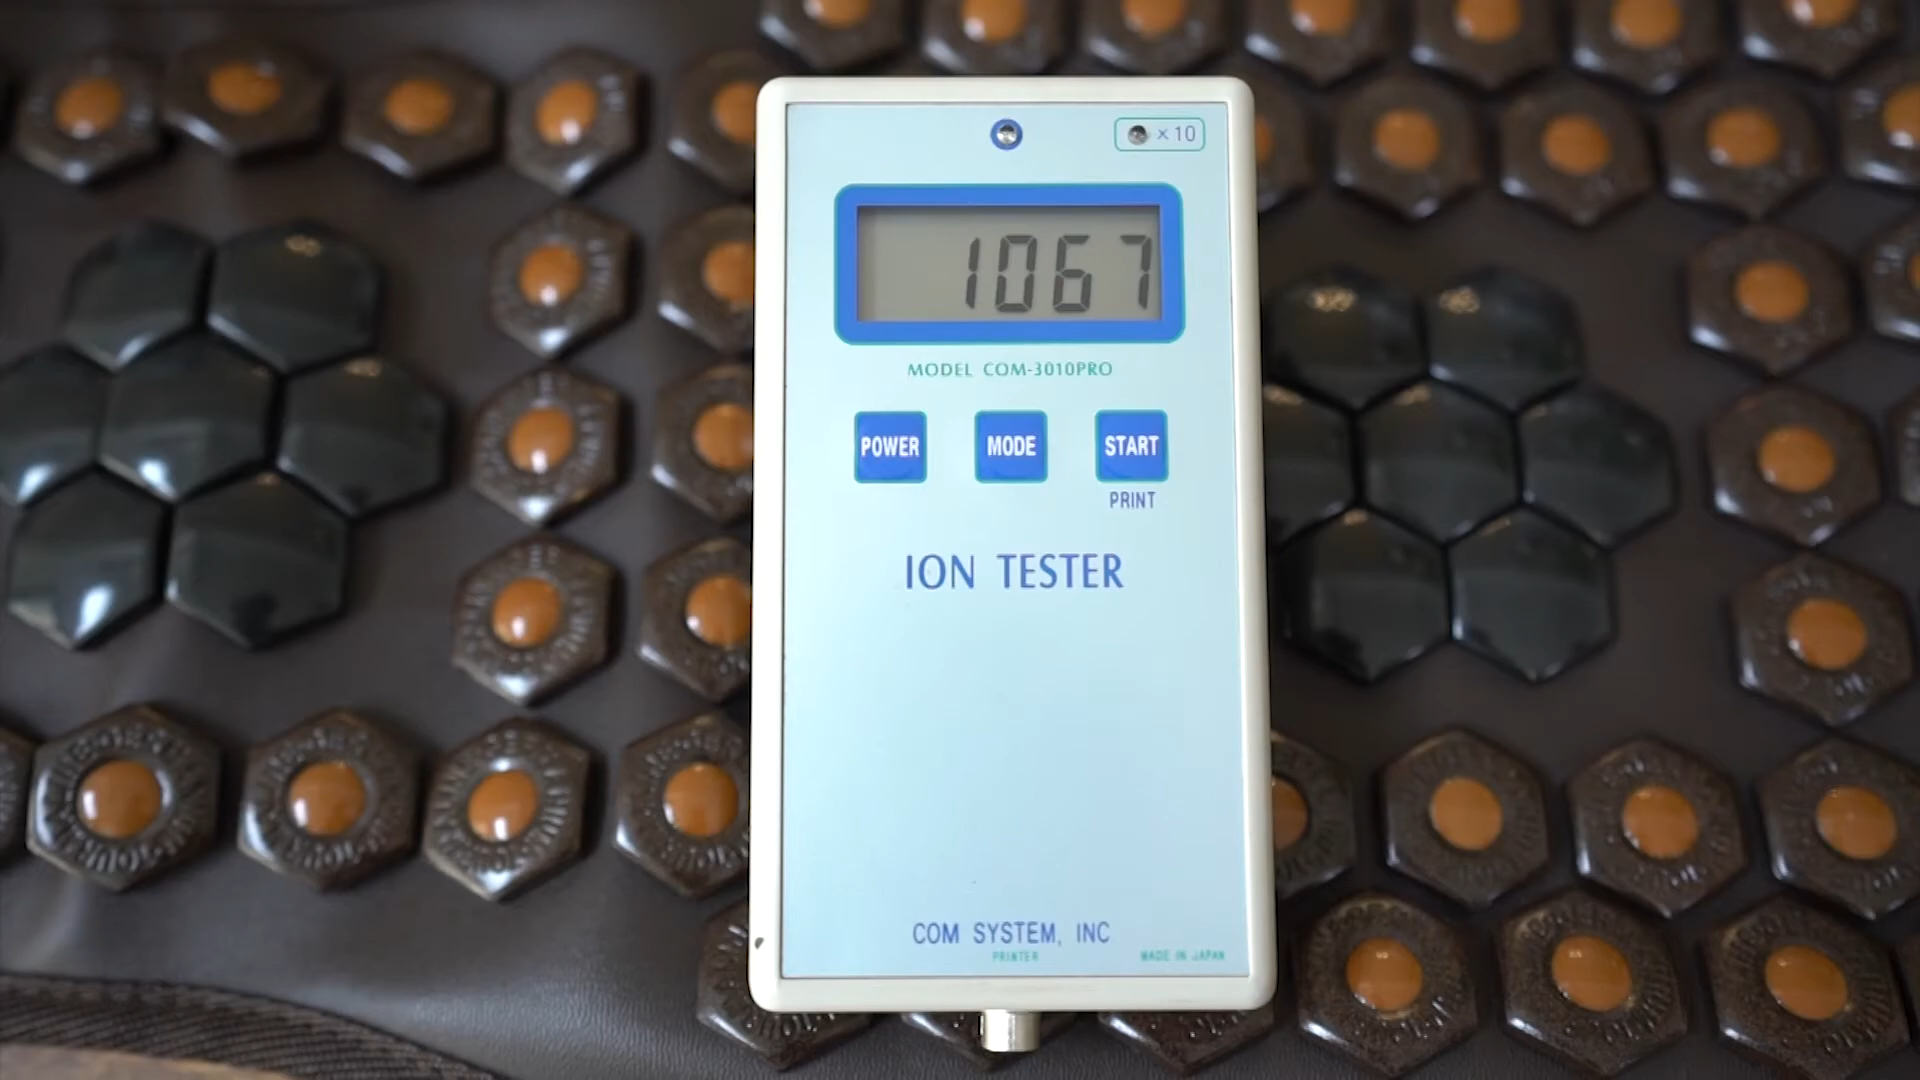 × 10
1067
MODEL COM-3010PRO
POWER MODE START
PRINT
ION TESTER
COM SYSTEM, INC
PRINTER
MADE IN JAPAN